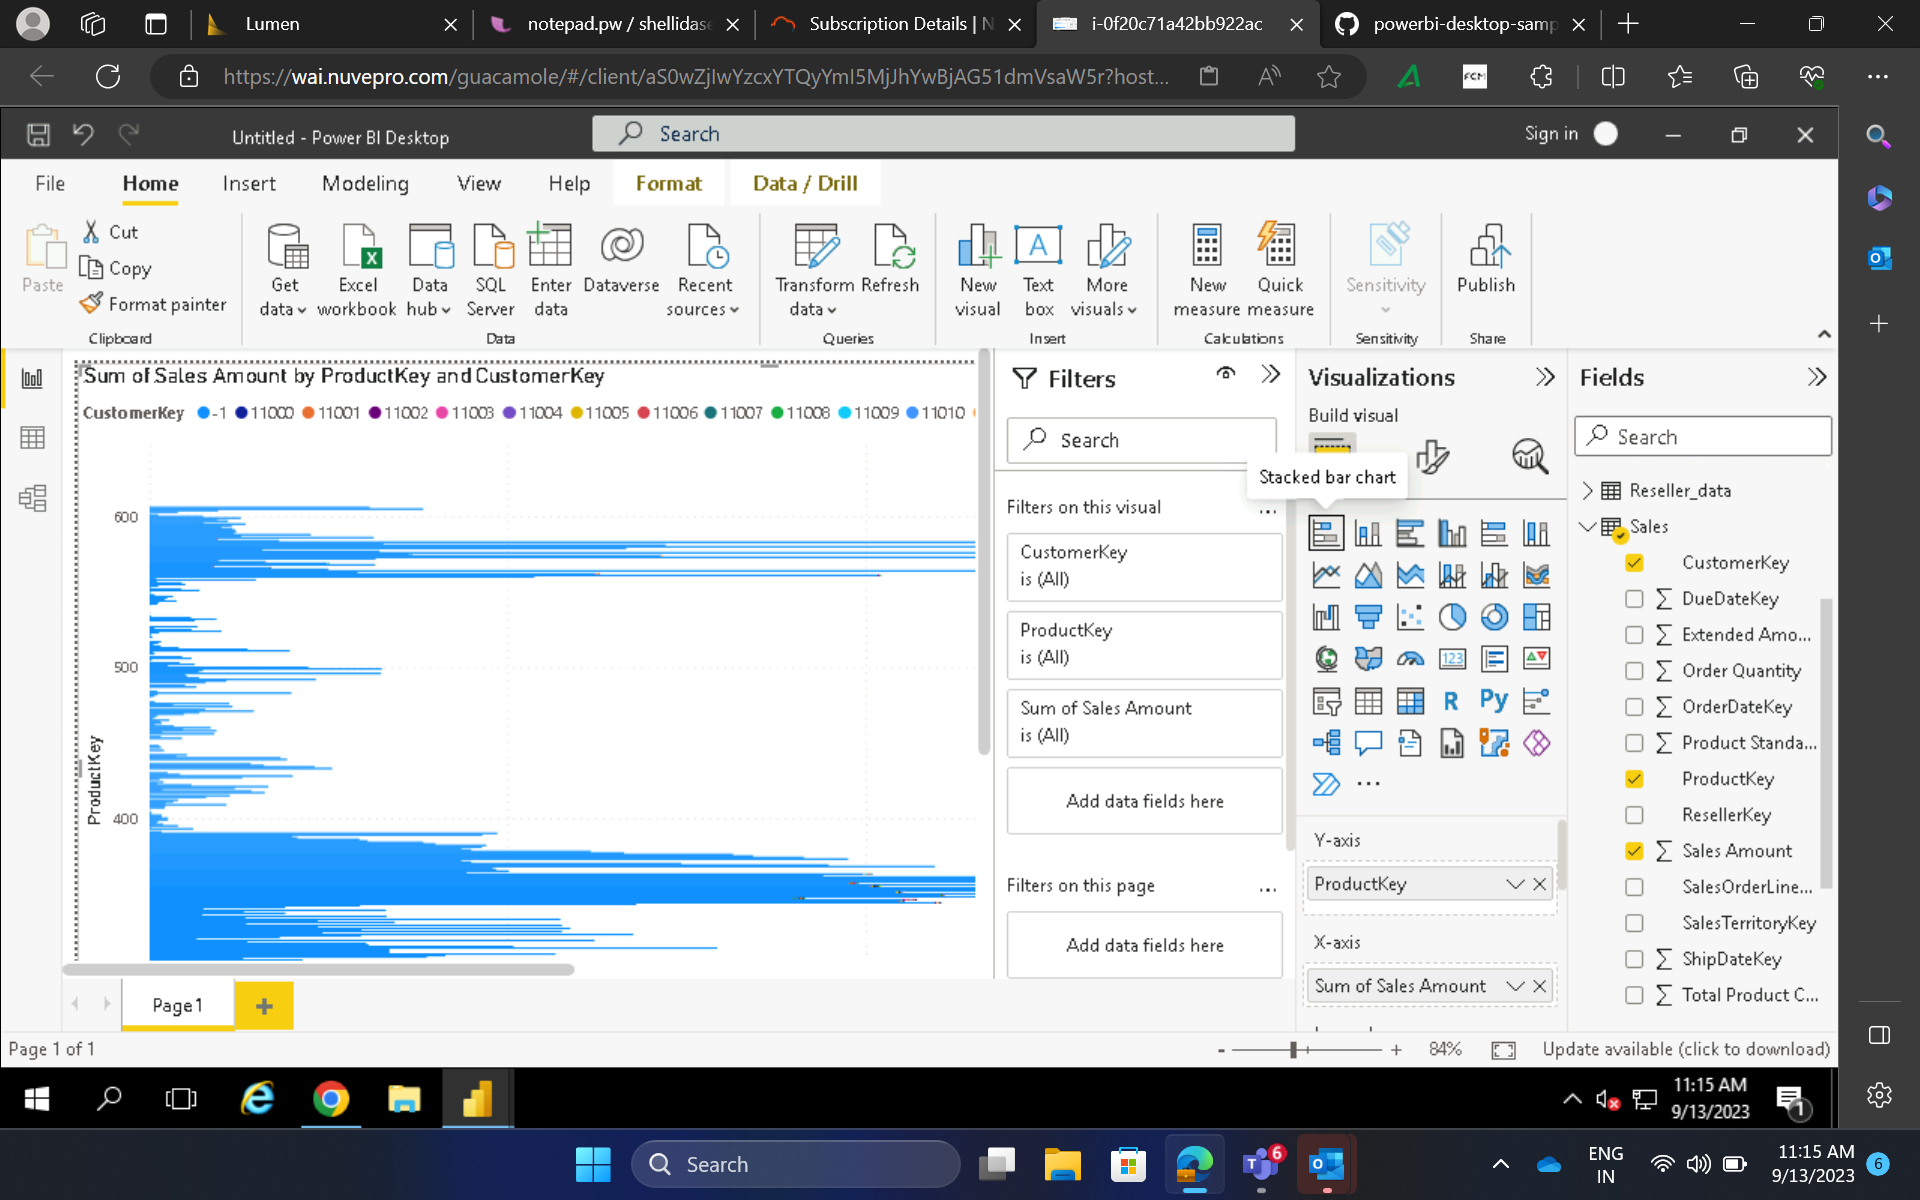 Lumen
notepad.pw / shellidase
Subscription Details | N
i-0f20c71a42bb922ac
powerbi-desktop-samp
https://wai.nuvepro.com/guacamole/#/client/aS0wZjIwYzcxYTQyYmI5MjJhYwBjAG51dmVsaW5r?host...
FCM
Untitled - Power BI Desktop
Search
Sign in
File
Home
Insert
Modeling
View
Help
Format
Data / Drill
Paste
Cut
Copy
Format painter
Get data
Excel workbook
Data hub
SQL Server
Enter data
Dataverse
Recent sources
Transform data
Refresh
New visual
Text box
More visuals
New measure
Quick measure
Sensitivity
Publish
Clipboard
Data
Queries
Insert
Calculations
Sensitivity
Share
Sum of Sales Amount by ProductKey and CustomerKey
CustomerKey -1 11000 11001 11002 11003 11004 11005 11006 11007 11008 11009 11010
600
500
400
ProductKey
Filters
Search
Filters on this visual
...
CustomerKey
is (All)
ProductKey
is (All)
Sum of Sales Amount
is (All)
Add data fields here
Filters on this page
...
Add data fields here
Visualizations
Build visual
Stacked bar chart
123
R
Py
...
Y-axis
ProductKey
X-axis
Sum of Sales Amount
Fields
Search
Reseller_data
Sales
CustomerKey
DueDateKey
Extended Amo...
Order Quantity
OrderDateKey
Product Standa...
ProductKey
ResellerKey
Sales Amount
SalesOrderLine...
SalesTerritoryKey
ShipDateKey
Total Product C...
Page1
Page 1 of 1
- + 84%
Update available (click to download)
11:15 AM
9/13/2023
1
Search
6
ENG
IN
11:15 AM
9/13/2023
6